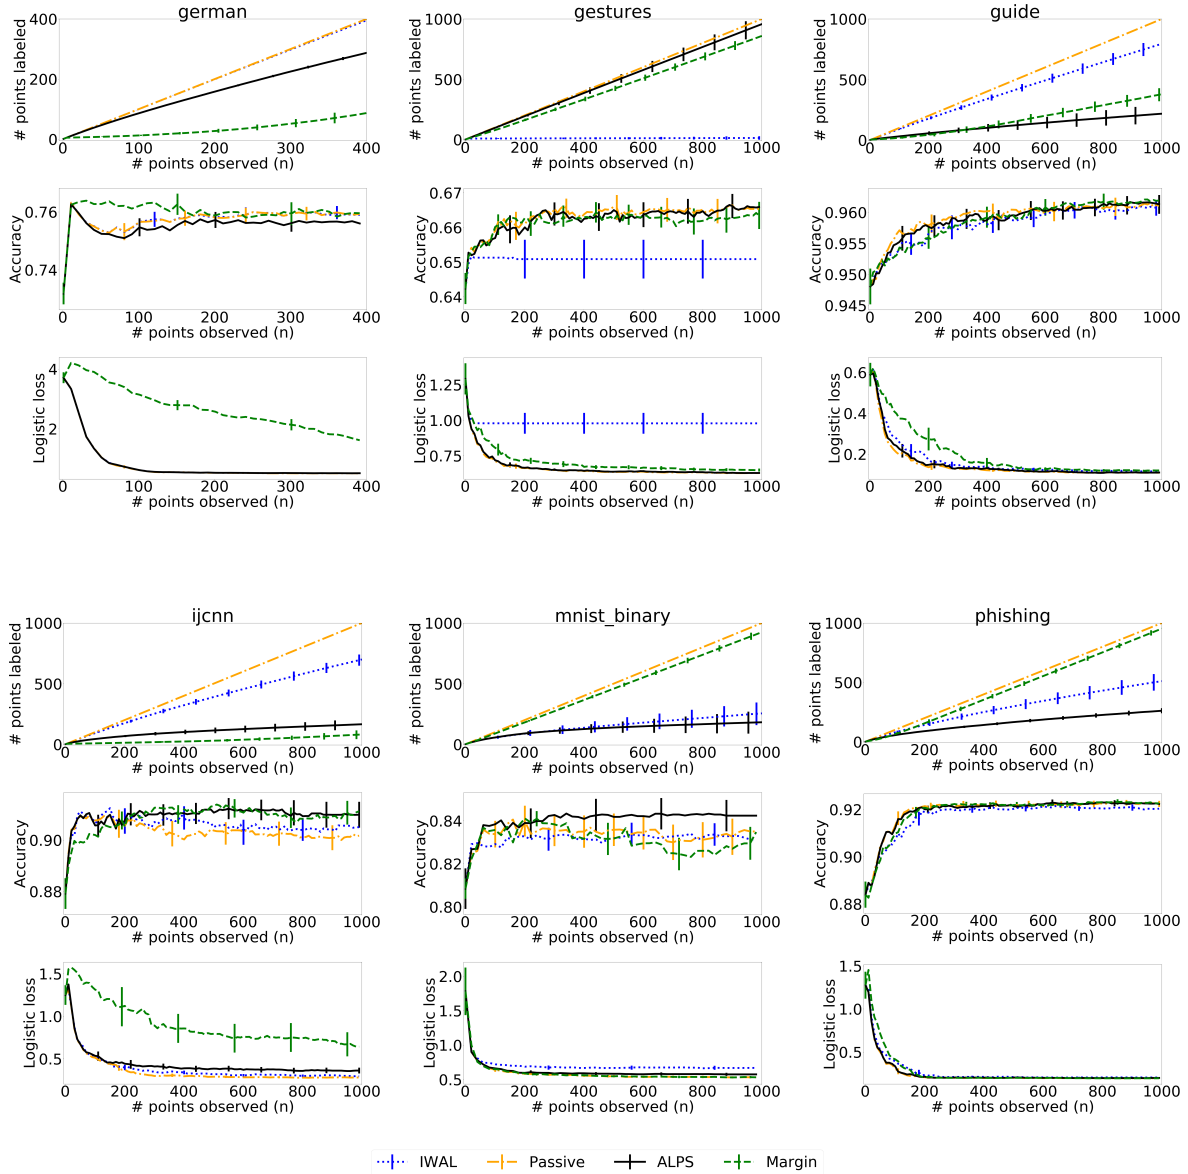 german
# points labeled
400
200
0
0 100 200 300 400
# points observed (n)
Accuracy
0.76
0.74
0 100 200 300 400
# points observed (n)
Logistic loss
4
2
0 100 200 300 400
# points observed (n)
gestures
# points labeled
1000
500
0
0 200 400 600 800 1000
# points observed (n)
Accuracy
0.67
0.66
0.65
0.64
0 200 400 600 800 1000
# points observed (n)
Logistic loss
1.25
1.00
0.75
0 200 400 600 800 1000
# points observed (n)
guide
# points labeled
1000
500
0
0 200 400 600 800 1000
# points observed (n)
Accuracy
0.960
0.955
0.950
0.945
0 200 400 600 800 1000
# points observed (n)
Logistic loss
0.6
0.4
0.2
0 200 400 600 800 1000
# points observed (n)
ijcnn
# points labeled
1000
500
0
0 200 400 600 800 1000
# points observed (n)
Accuracy
0.90
0.88
0 200 400 600 800 1000
# points observed (n)
Logistic loss
1.5
1.0
0.5
0 200 400 600 800 1000
# points observed (n)
mnist_binary
# points labeled
1000
500
0
0 200 400 600 800 1000
# points observed (n)
Accuracy
0.84
0.82
0.80
0 200 400 600 800 1000
# points observed (n)
Logistic loss
2.0
1.5
1.0
0.5
0 200 400 600 800 1000
# points observed (n)
phishing
# points labeled
1000
500
0
0 200 400 600 800 1000
# points observed (n)
Accuracy
0.92
0.90
0.88
0 200 400 600 800 1000
# points observed (n)
Logistic loss
1.5
1.0
0.5
0 200 400 600 800 1000
# points observed (n)
IWAL Passive ALPS Margin